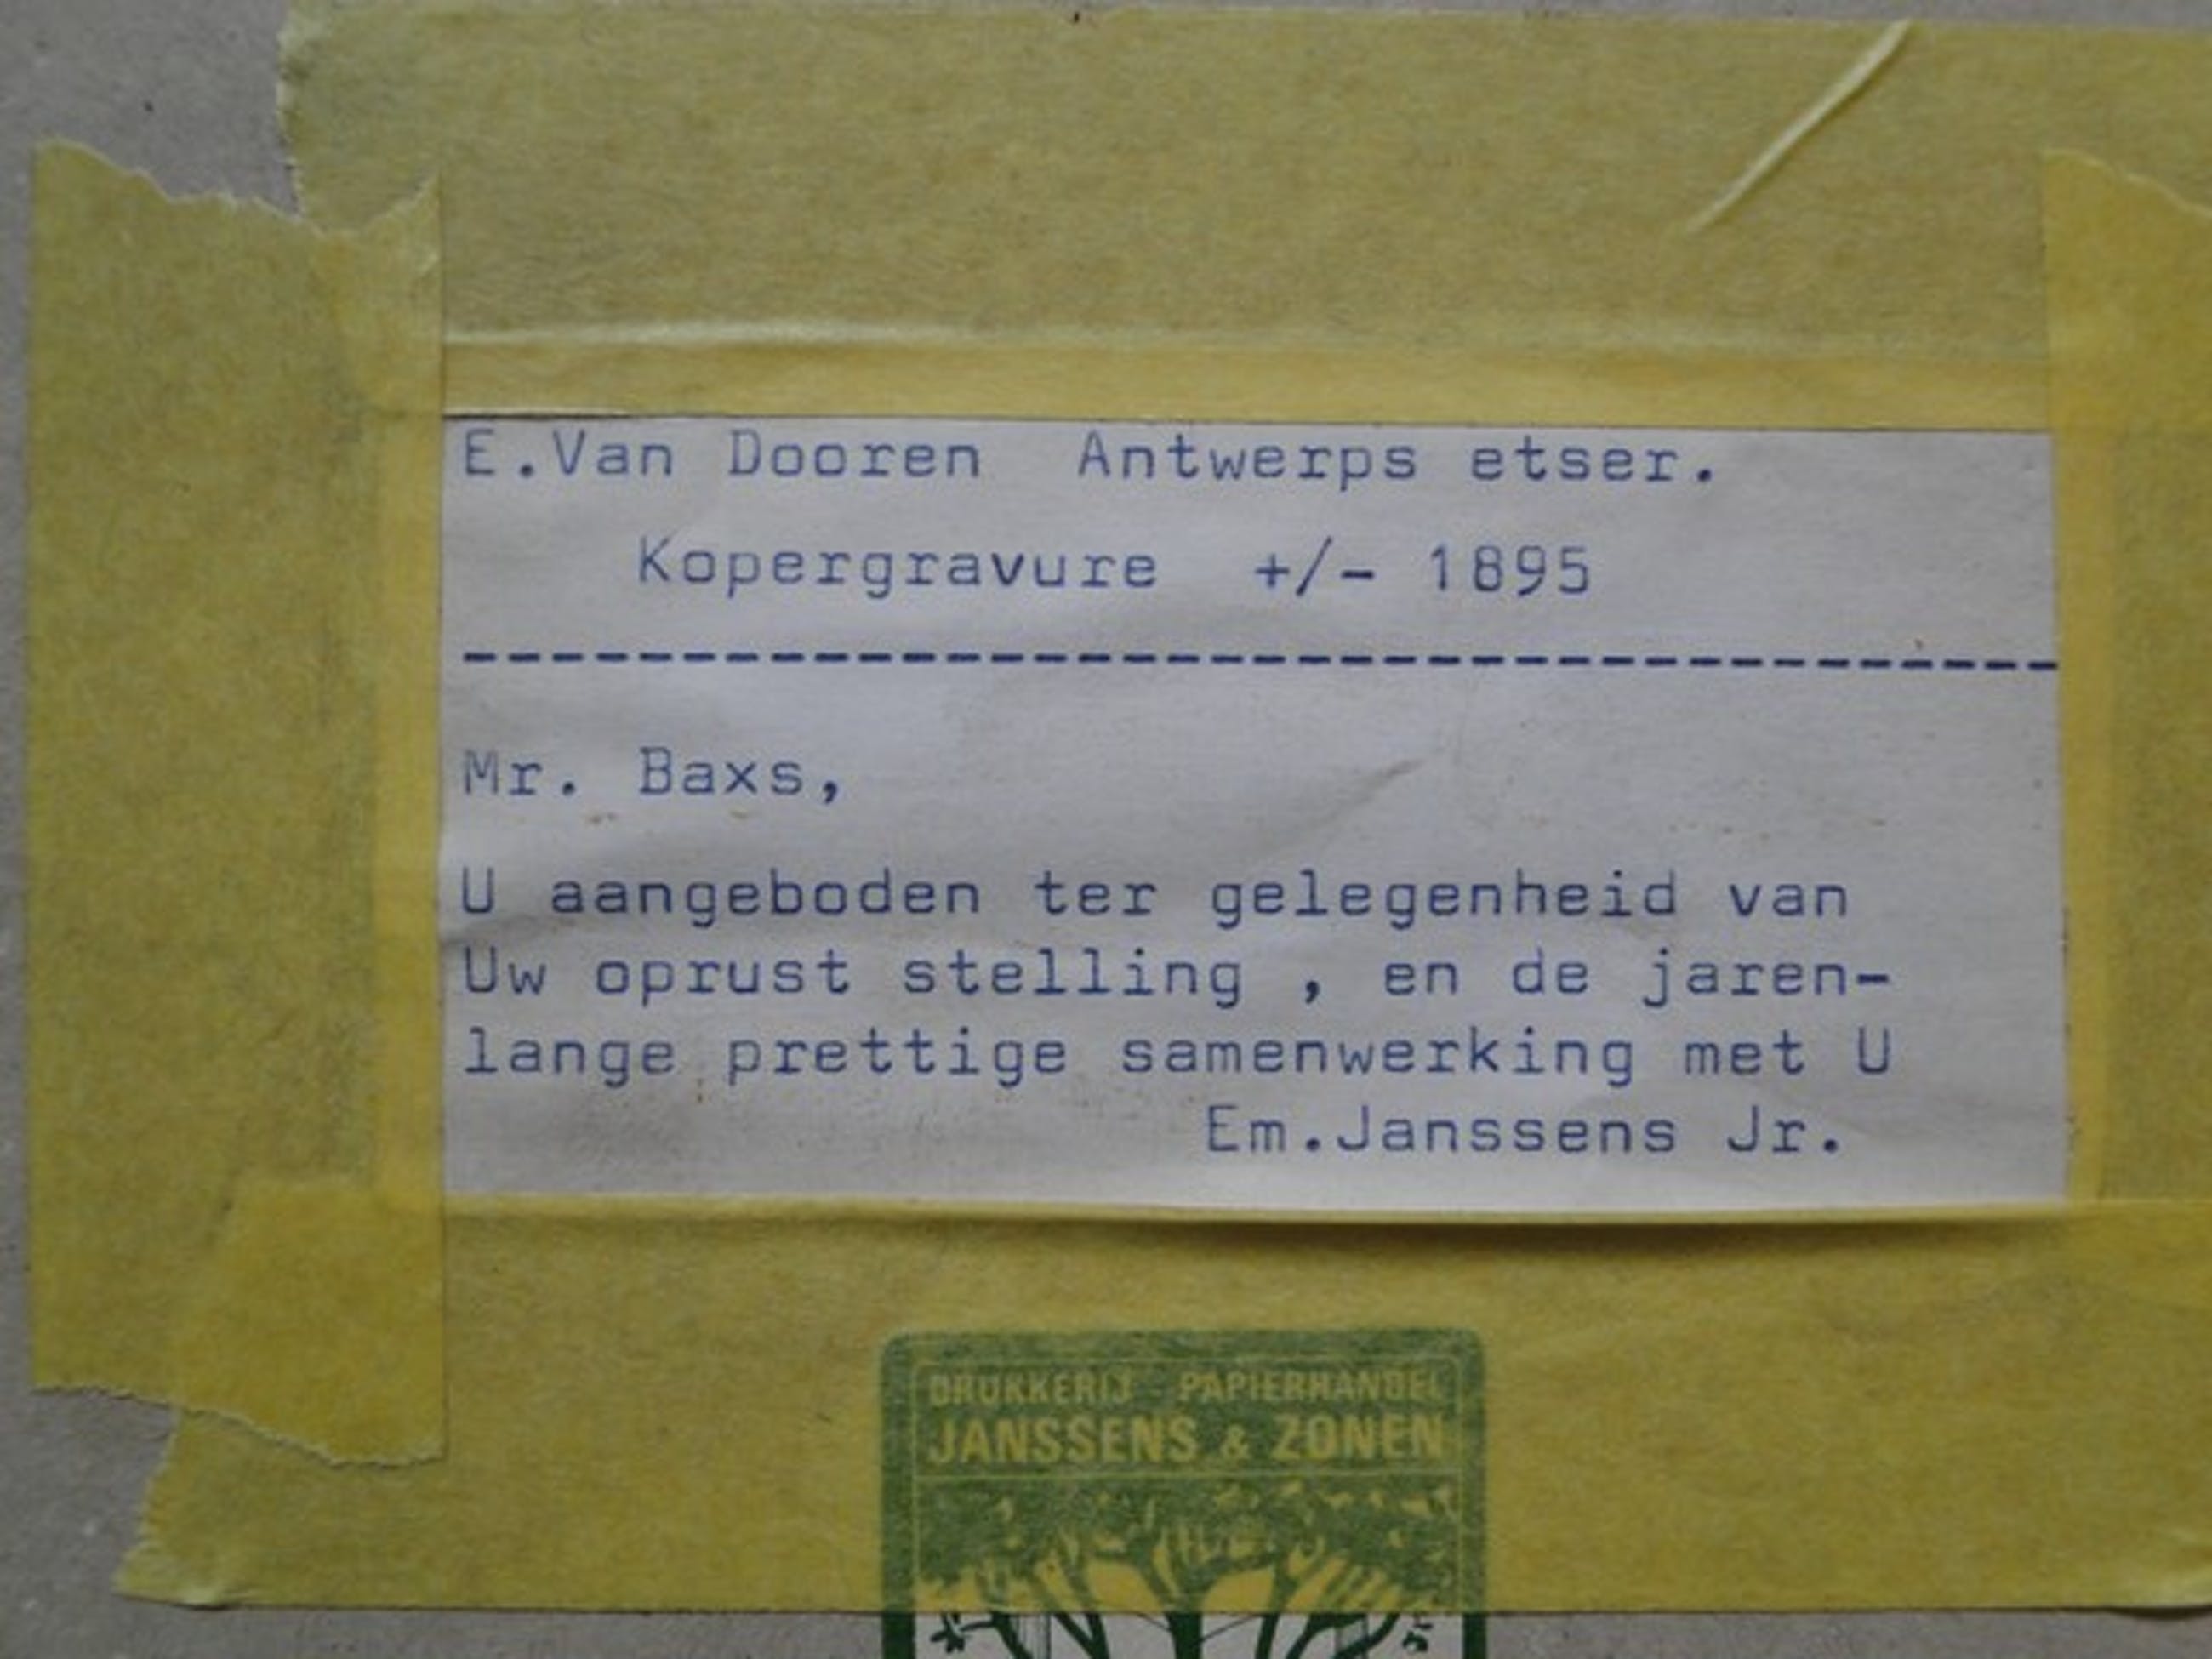 E.Van Dooren  Antwerps etser.
Kopergravure  +/- 1895
------------------------------------
Mr. Baxs,
U aangeboden ter gelegenheid van
Uw oprust stelling , en de jaren-
lange prettige samenwerking met U
Em.Janssens Jr.
DRUKKERIJ - PAPIERHANDEL
JANSSENS & ZONEN